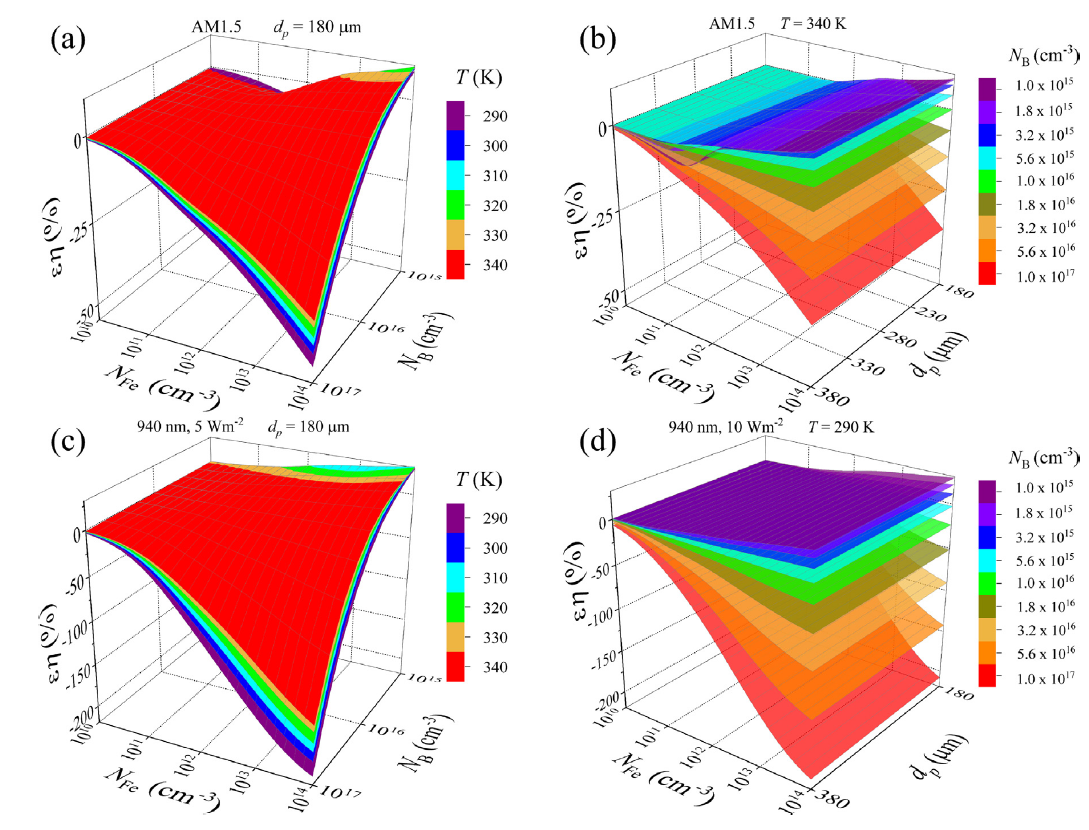 (a)
AM1.5 d_p = 180 μm
T (K)
290
300
310
320
330
340
0
-25
-50
εη (%)
10^10
10^11
10^12
10^13
10^14
N_Fe (cm^-3)
10^15
10^16
10^17
N_B (cm^-3)
(b)
AM1.5 T = 340 K
N_B (cm^-3)
1.0 x 10^15
1.8 x 10^15
3.2 x 10^15
5.6 x 10^15
1.0 x 10^16
1.8 x 10^16
3.2 x 10^16
5.6 x 10^16
1.0 x 10^17
0
-25
-50
εη (%)
10^10
10^11
10^12
10^13
10^14
N_Fe (cm^-3)
180
230
280
330
380
d_p (μm)
(c)
940 nm, 5 Wm^-2 d_p = 180 μm
T (K)
290
300
310
320
330
340
0
-50
-100
-150
-200
εη (%)
10^10
10^11
10^12
10^13
10^14
N_Fe (cm^-3)
10^15
10^16
10^17
N_B (cm^-3)
(d)
940 nm, 10 Wm^-2 T = 290 K
N_B (cm^-3)
1.0 x 10^15
1.8 x 10^15
3.2 x 10^15
5.6 x 10^15
1.0 x 10^16
1.8 x 10^16
3.2 x 10^16
5.6 x 10^16
1.0 x 10^17
0
-50
-100
-150
-200
εη (%)
10^10
10^11
10^12
10^13
10^14
N_Fe (cm^-3)
180
380
d_p (μm)